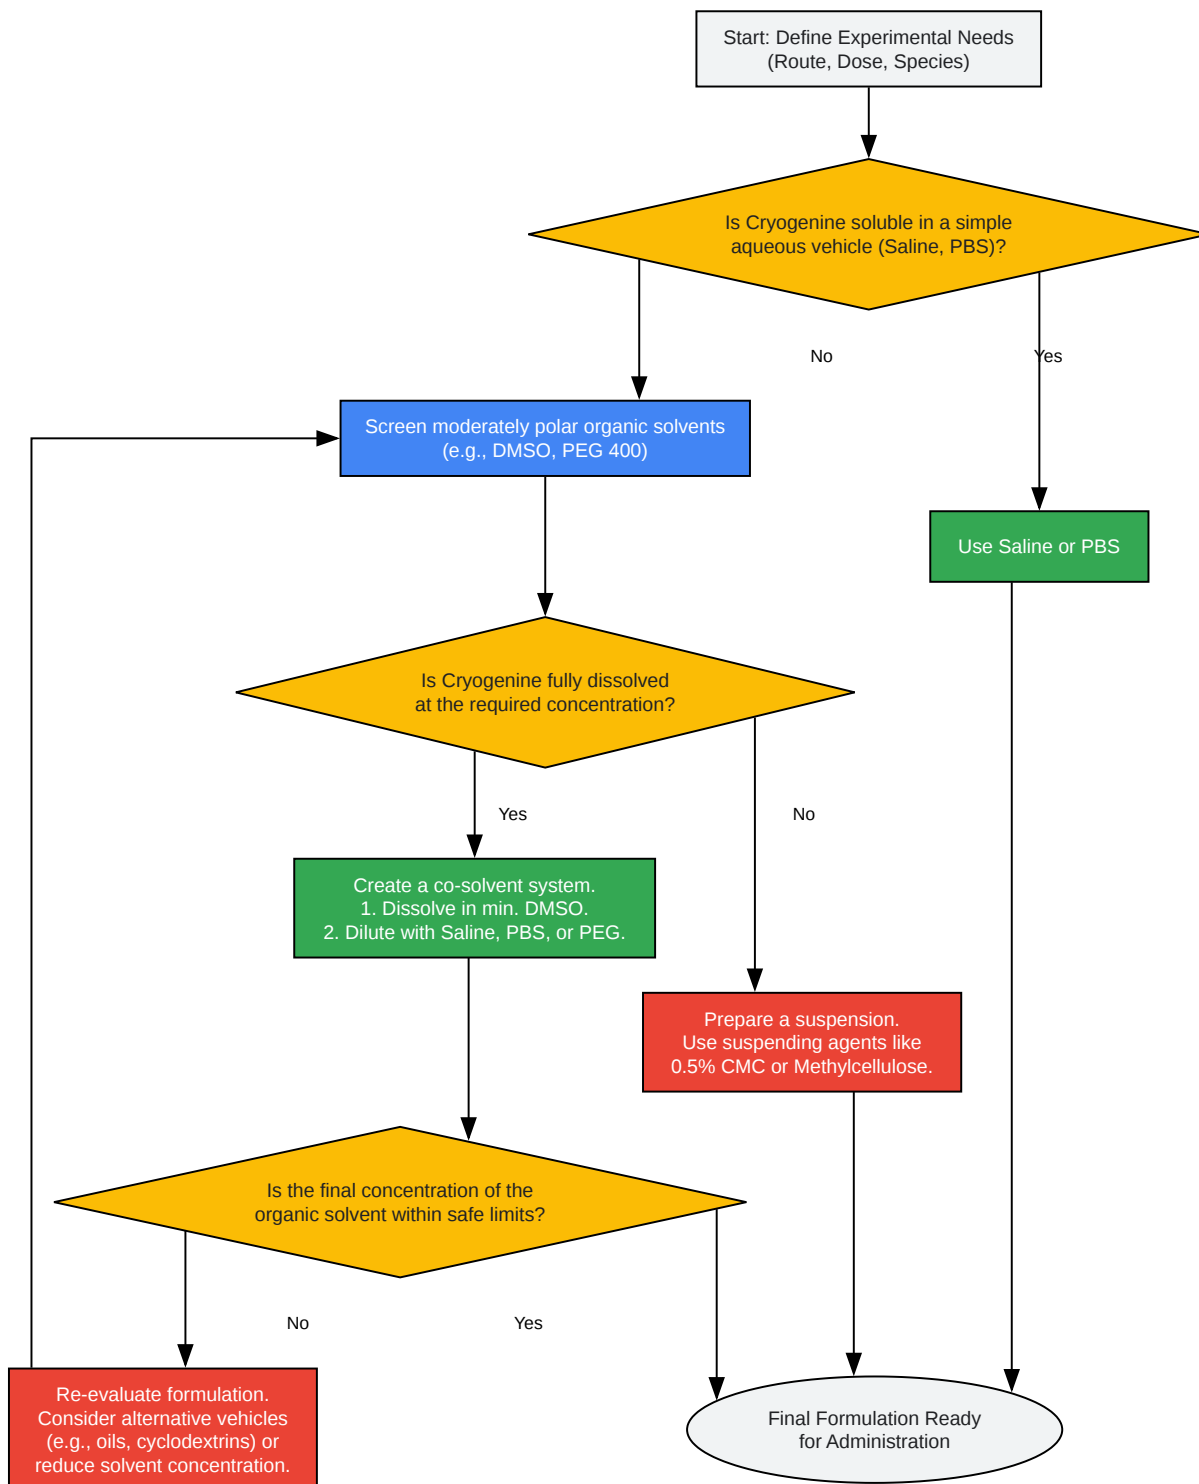 Start: Define Experimental Needs
(Route, Dose, Species)
Is Cryogenine soluble in a simple
aqueous vehicle (Saline, PBS)?
No
Yes
Screen moderately polar organic solvents
(e.g., DMSO, PEG 400)
Use Saline or PBS
Is Cryogenine fully dissolved
at the required concentration?
Yes
No
Create a co-solvent system.
1. Dissolve in min. DMSO.
2. Dilute with Saline, PBS, or PEG.
Prepare a suspension.
Use suspending agents like
0.5% CMC or Methylcellulose.
Is the final concentration of the
organic solvent within safe limits?
No
Yes
Re-evaluate formulation.
Consider alternative vehicles
(e.g., oils, cyclodextrins) or
reduce solvent concentration.
Final Formulation Ready
for Administration